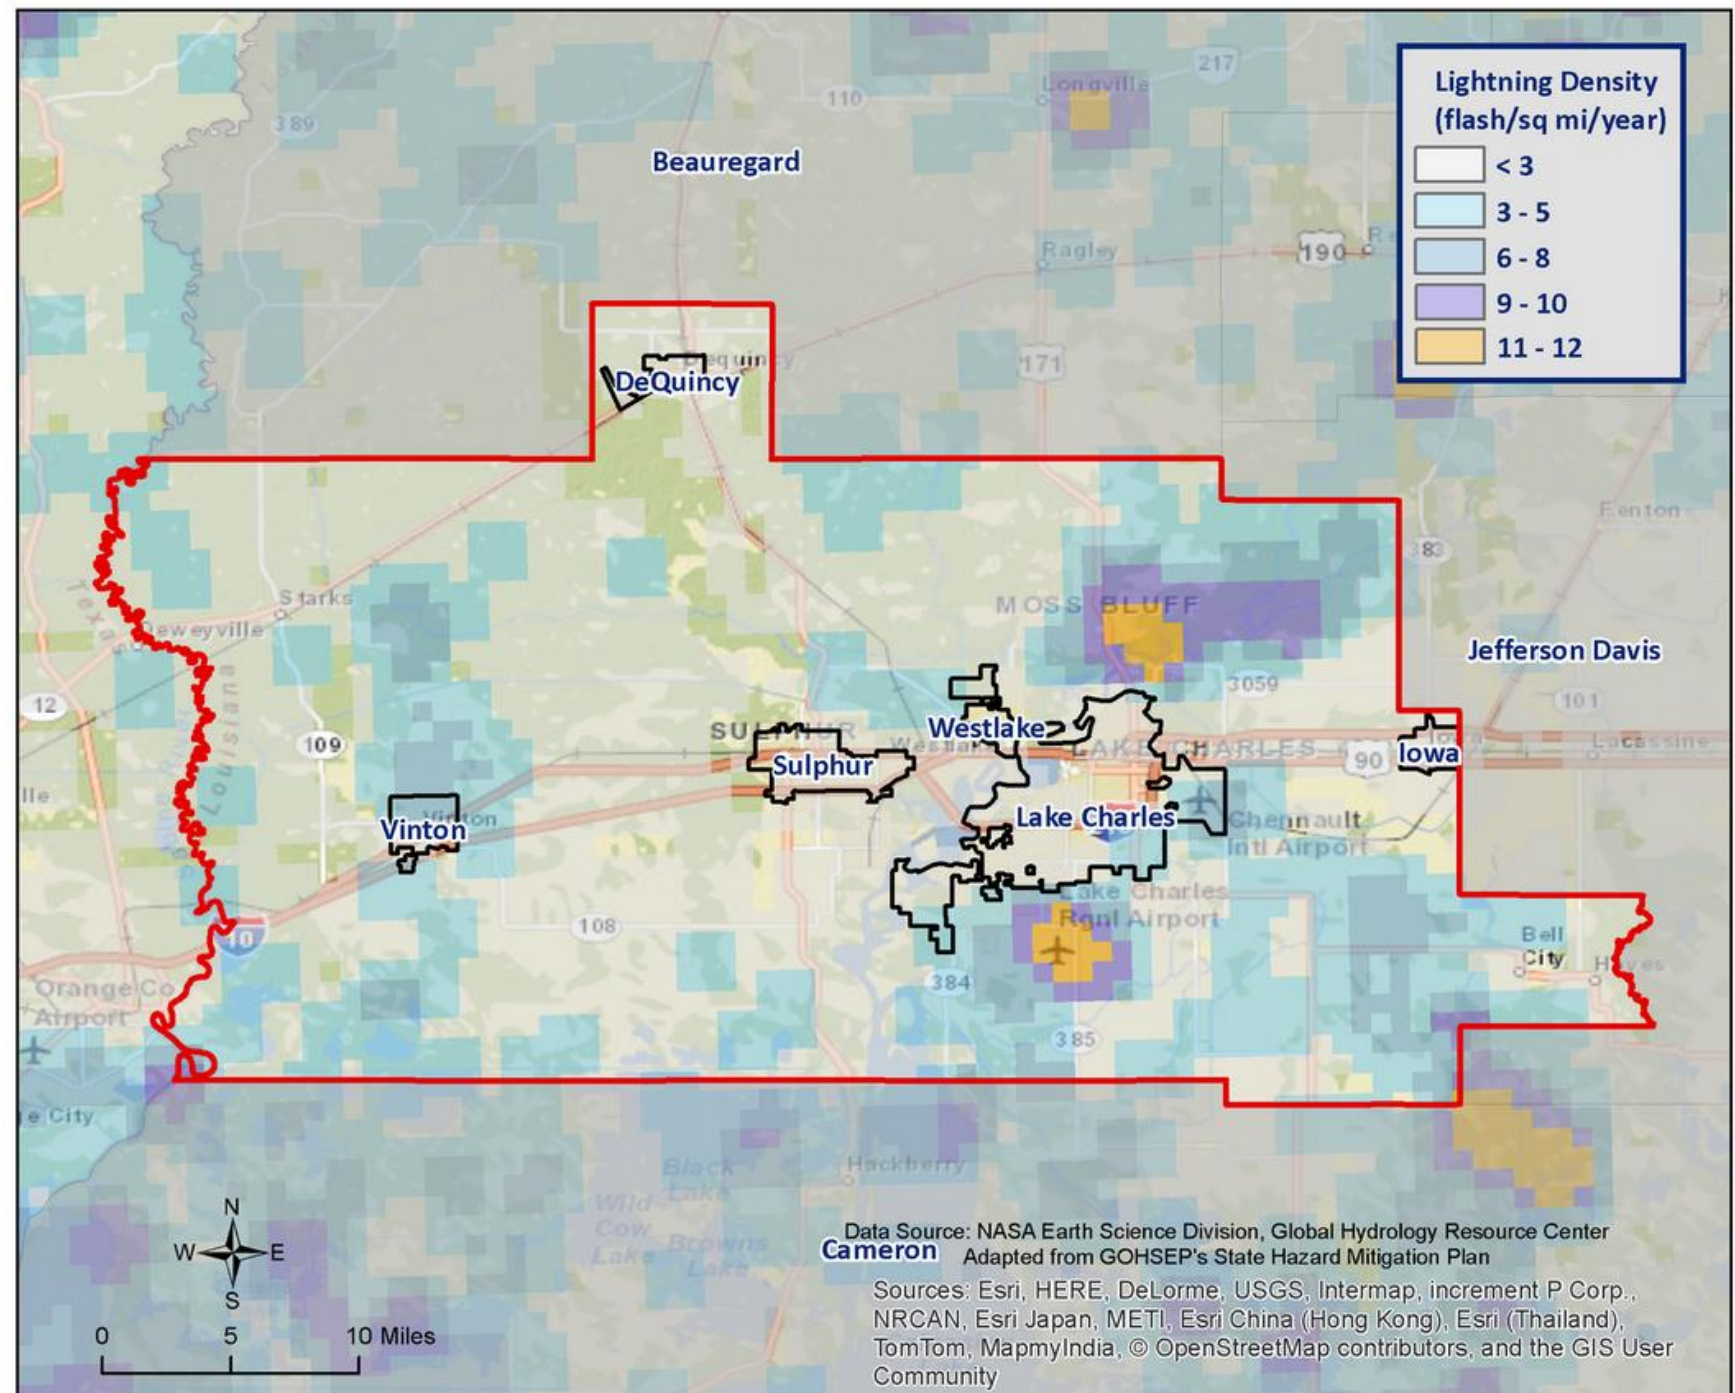 Lightning Density
(flash/sq mi/year)
< 3
3 - 5
6 - 8
9 - 10
11 - 12
217
Longville
110
389
Beauregard
Ragley
190
171
Dequincy
DeQuincy
Fenton
383
Texas
Louisiana
Starks
Deweyville
MOSS BLUFF
Jefferson Davis
12
3059
101
109
SULPHUR
Westlake
Westlake
LAKE CHARLES
90
Iowa
Iowa
Lacassine
Sulphur
Vinton
Vinton
Lake Charles
Chennault
Intl Airport
Lake Charles
Rgnl Airport
108
10
Bell
City
Hayes
384
Orange Co
Airport
385
Black
Lake
Hackberry
Wild
Cow
Lake
Browns
Lake
Cameron
N
W
E
S
0
5
10 Miles
Data Source: NASA Earth Science Division, Global Hydrology Resource Center
Adapted from GOHSEP's State Hazard Mitigation Plan
Sources: Esri, HERE, DeLorme, USGS, Intermap, increment P Corp.,
NRCAN, Esri Japan, METI, Esri China (Hong Kong), Esri (Thailand),
TomTom, MapmyIndia, © OpenStreetMap contributors, and the GIS User
Community